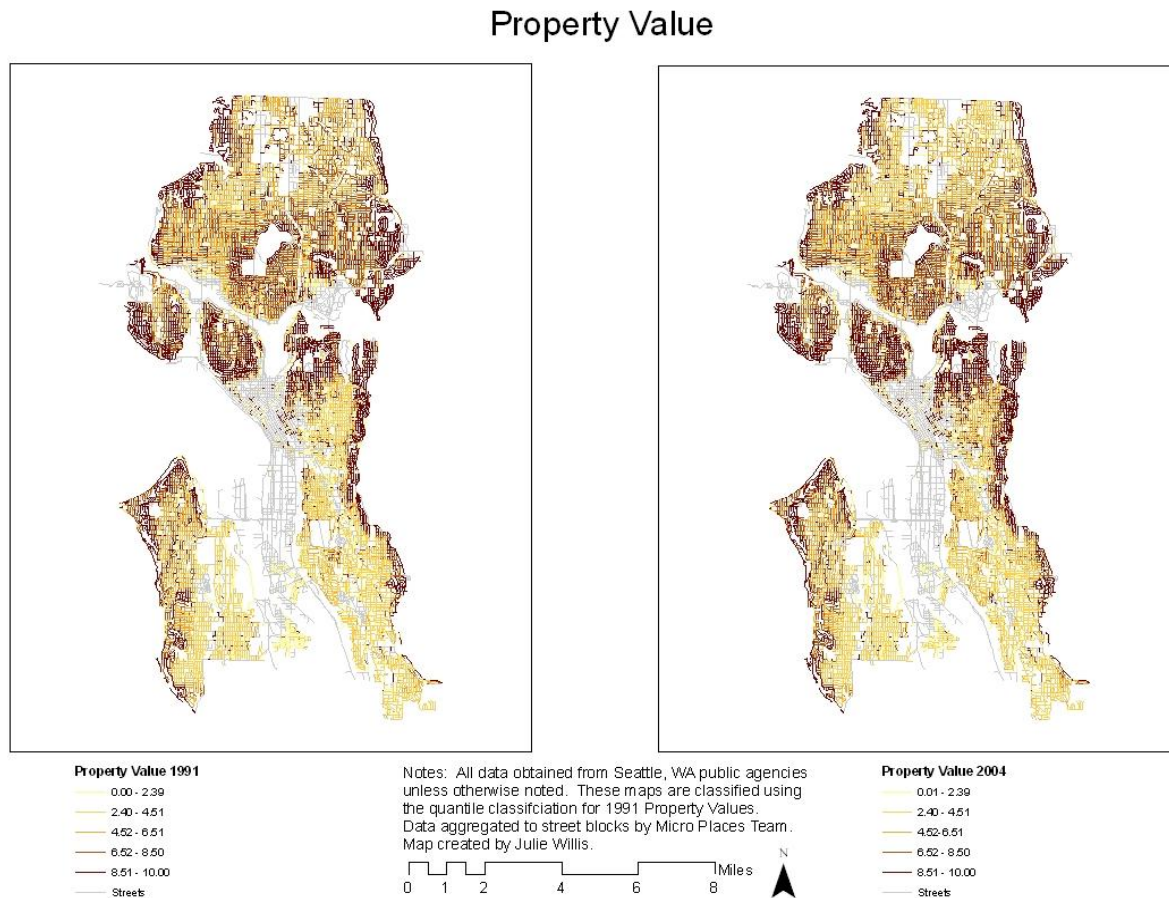 Property Value
Property Value 1991
0.00 - 2.39
2.40 - 4.51
4.52 - 6.51
6.52 - 8.50
8.51 - 10.00
Streets
Notes: All data obtained from Seattle, WA public agencies
unless otherwise noted. These maps are classified using
the quantile classifciation for 1991 Property Values.
Data aggregated to street blocks by Micro Places Team.
Map created by Julie Willis.
Miles
0 1 2 4 6 8
N
Property Value 2004
0.01 - 2.39
2.40 - 4.51
4.52-6.51
6.52 - 8.50
8.51 - 10.00
Streets